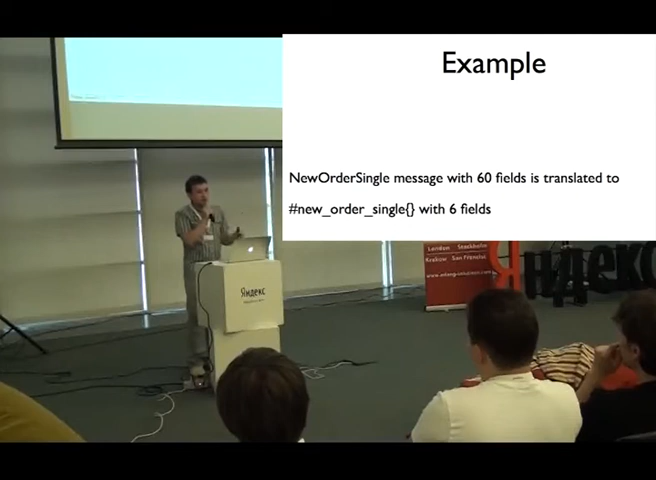 Example
NewOrderSingle message with 60 fields is translated to
#new_order_single{} with 6 fields
London Stockholm
Krakow San Francisco
Яндекс
Яндекс